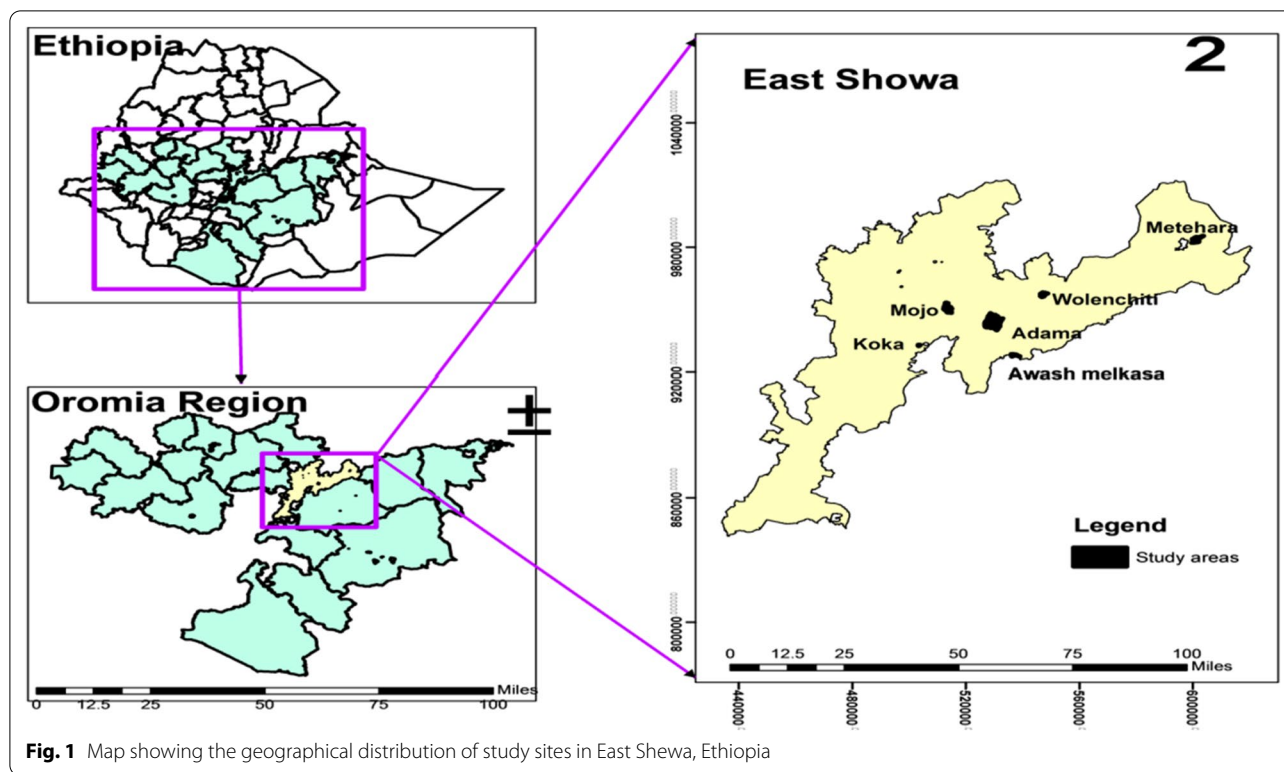 Ethiopia
Oromia Region
0 12.5 25 50 75 100
Miles
2
East Showa
Metehara
Wolenchiti
Mojo
Adama
Koka
Awash melkasa
Legend
Study areas
0 12.5 25 50 75 100
Miles
1040000
980000
920000
860000
800000
440000 480000 520000 560000 600000
Fig. 1 Map showing the geographical distribution of study sites in East Shewa, Ethiopia